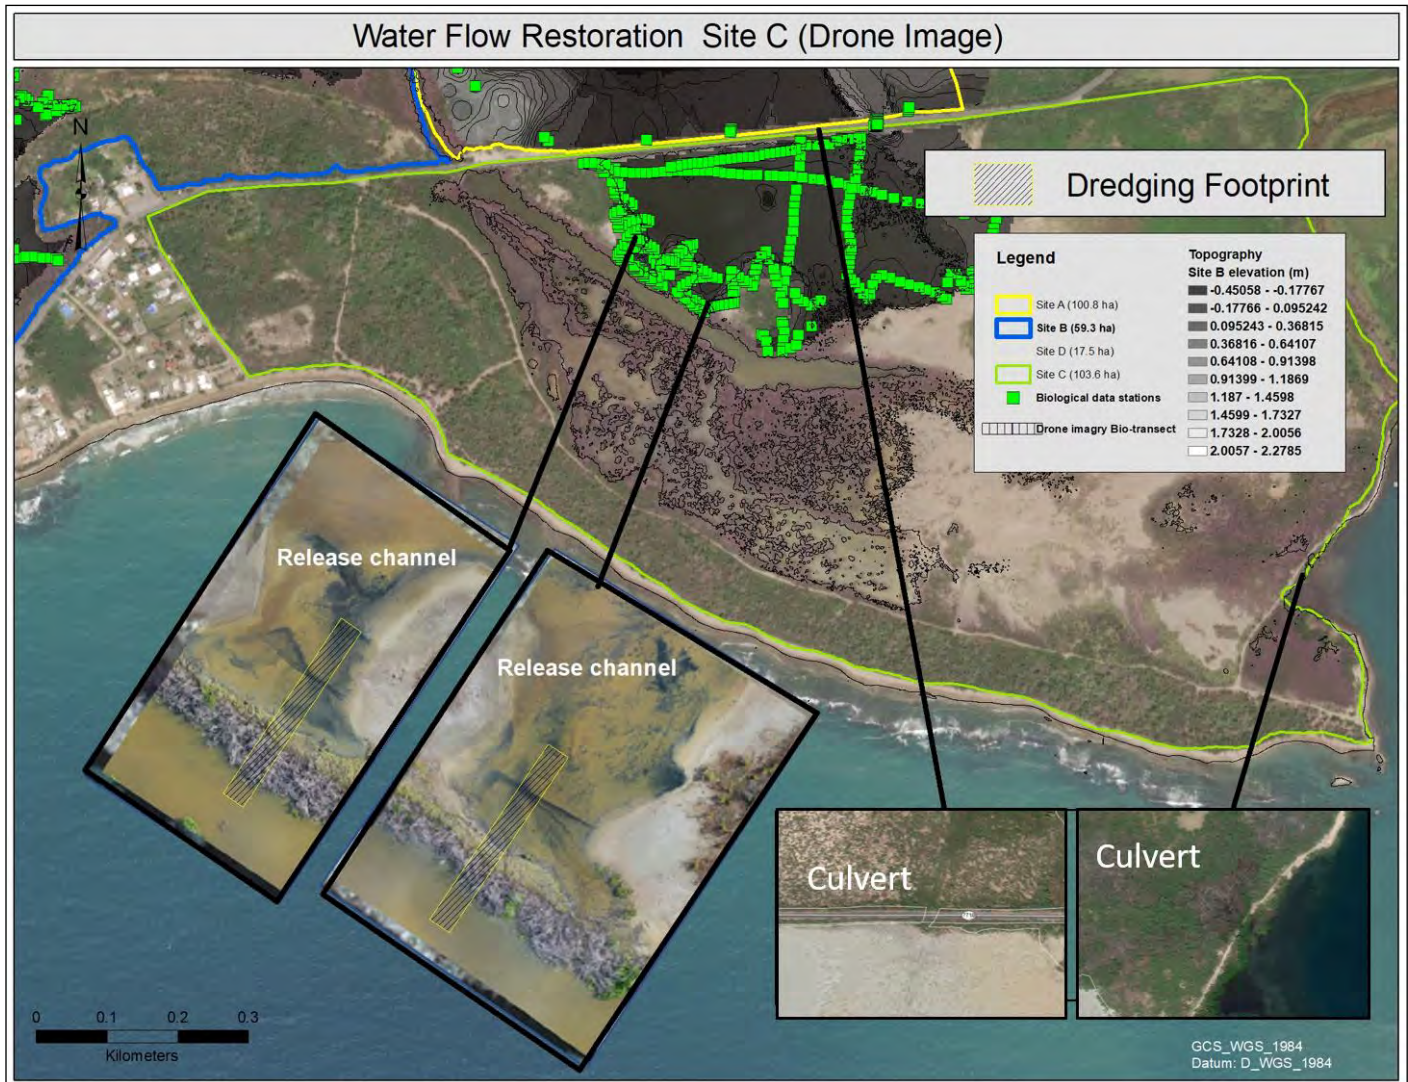 Water Flow Restoration Site C (Drone Image)
N
Dredging Footprint
Legend
Site A (100.8 ha)
Site B (59.3 ha)
Site D (17.5 ha)
Site C (103.6 ha)
Biological data stations
Drone imagry Bio-transect
Topography
Site B elevation (m)
-0.45058 - -0.17767
-0.17766 - 0.095242
0.095243 - 0.36815
0.36816 - 0.64107
0.64108 - 0.91398
0.91399 - 1.1869
1.187 - 1.4598
1.4599 - 1.7327
1.7328 - 2.0056
2.0057 - 2.2785
Release channel
Release channel
Culvert
Culvert
0 0.1 0.2 0.3
Kilometers
GCS_WGS_1984
Datum: D_WGS_1984